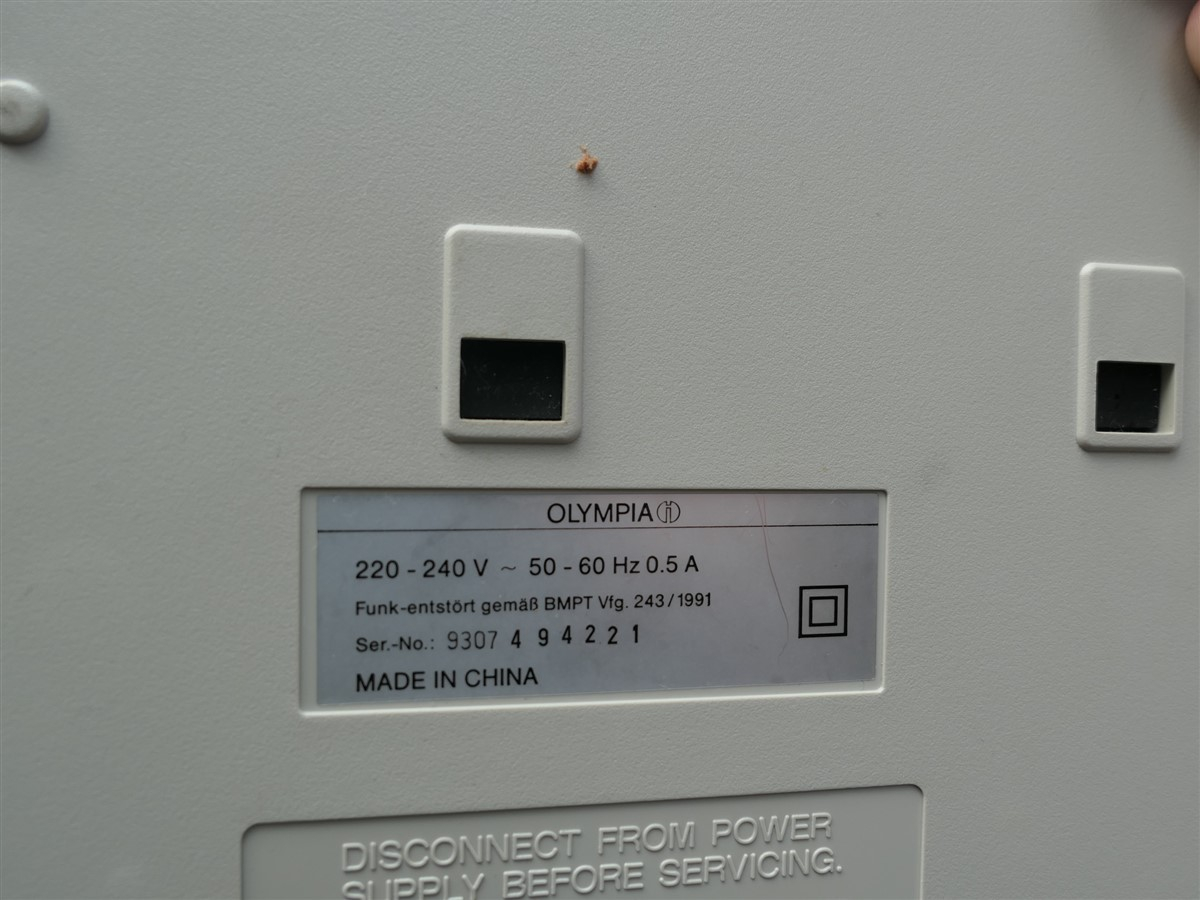 OLYMPIA
220 - 240 V ~ 50 - 60 Hz 0.5 A
Funk-entstört gemäß BMPT Vfg. 243/1991
Ser.-No.: 9307 494221
MADE IN CHINA
DISCONNECT FROM POWER
SUPPLY BEFORE SERVICING.